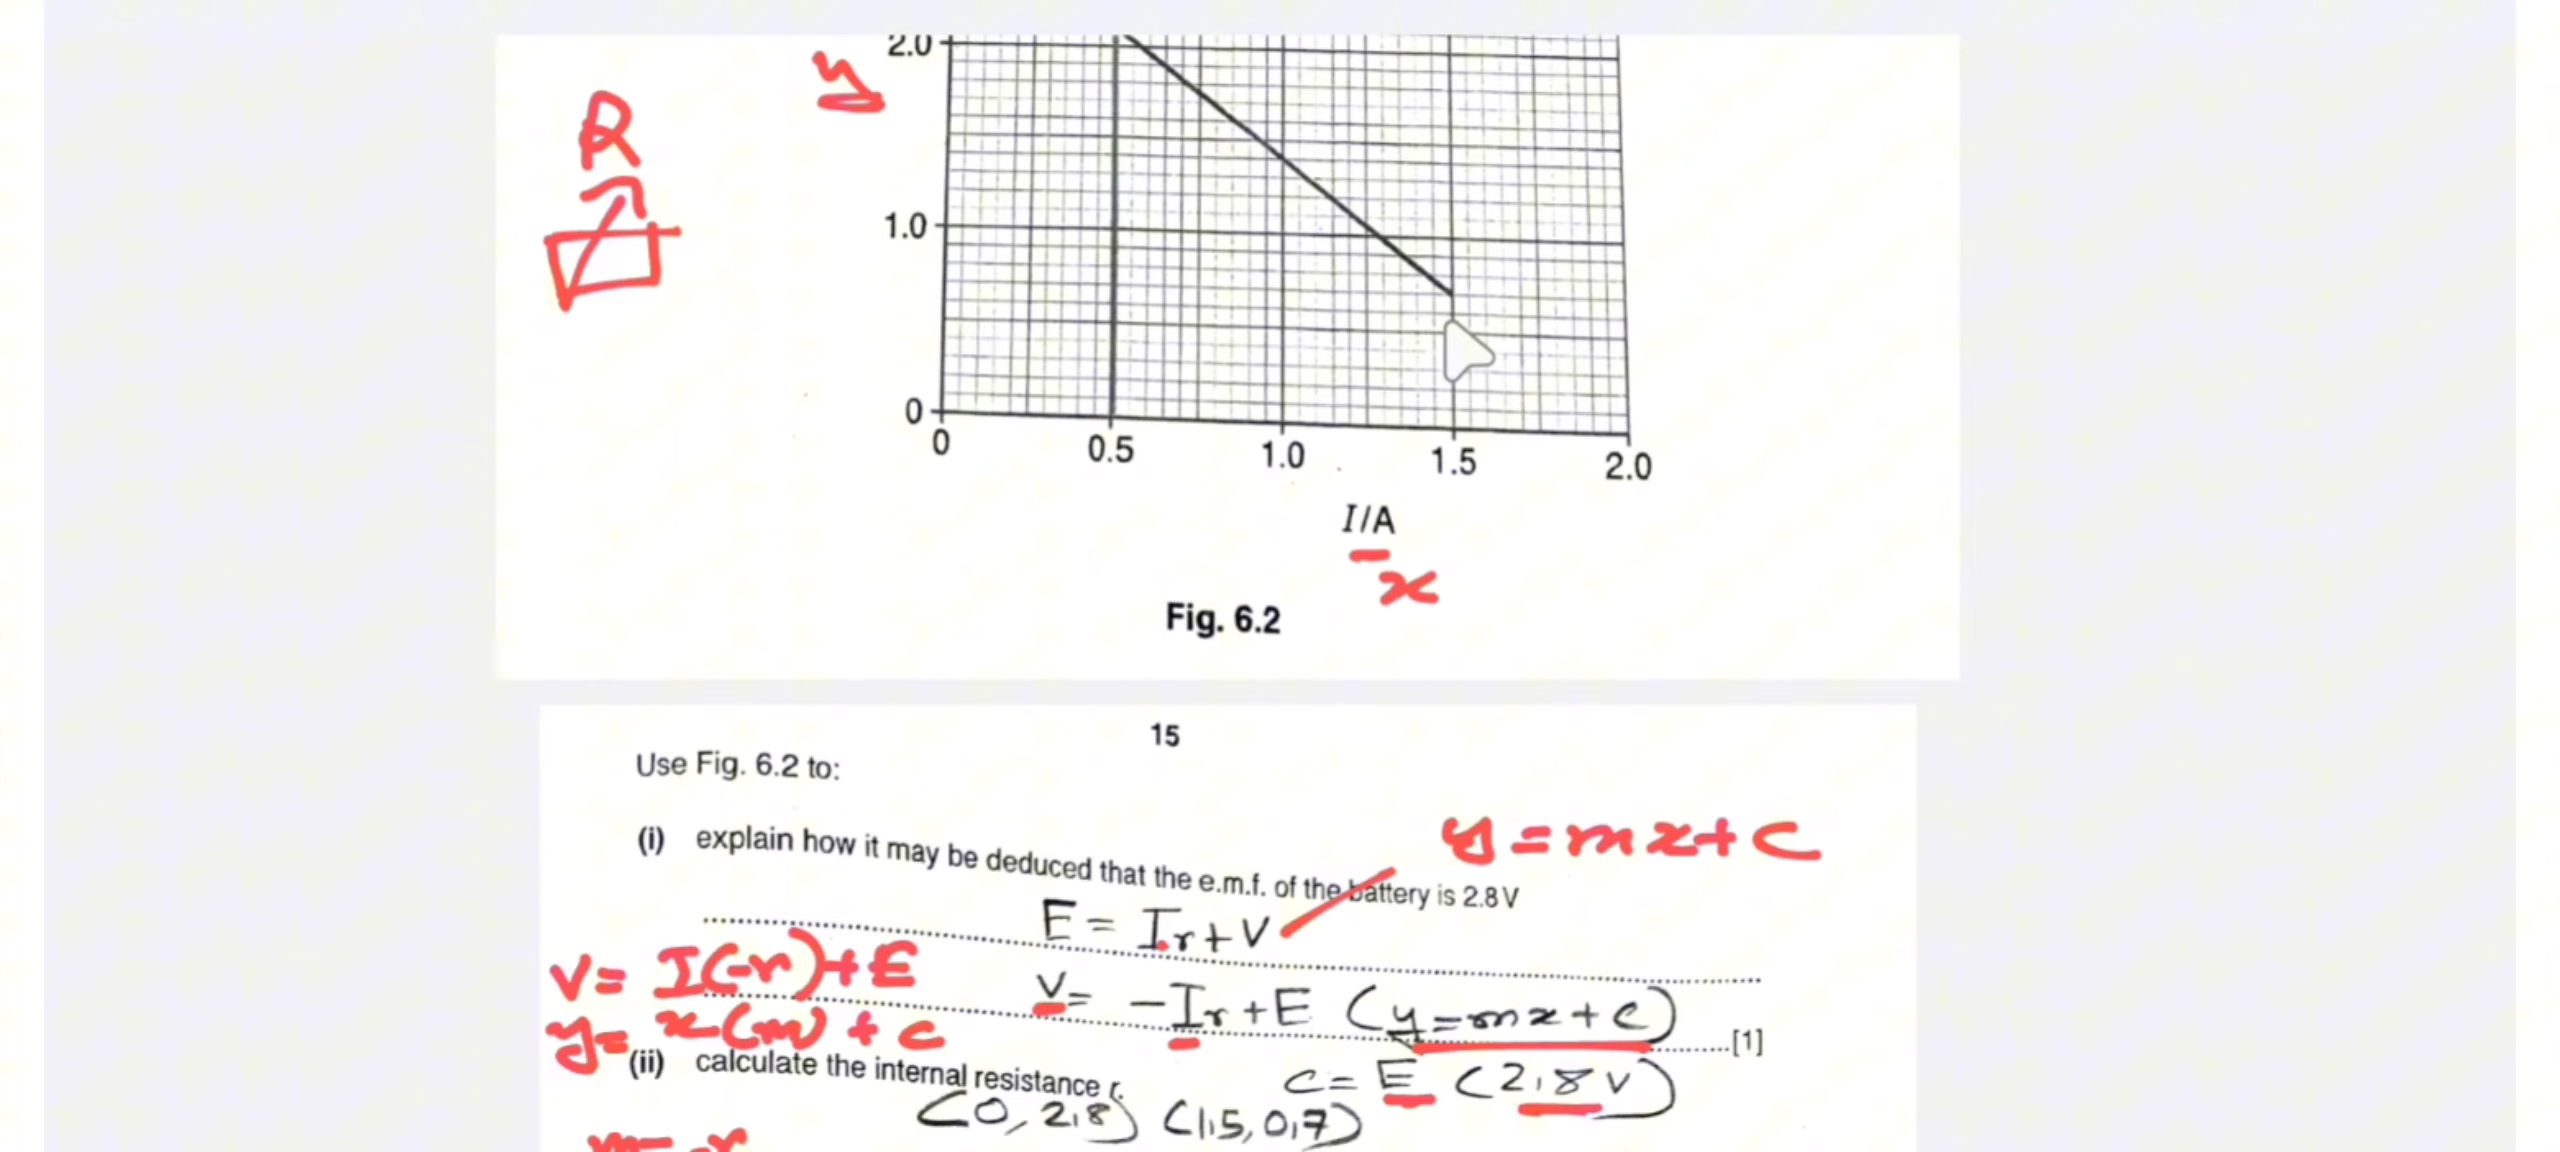 2.0
y
R
1.0
0
0 0.5 1.0 1.5 2.0
I/A
x
Fig. 6.2
15
Use Fig. 6.2 to:
y = mx + c
(i) explain how it may be deduced that the e.m.f. of the battery is 2.8 V
E = Ir + V
V = I(-r) + E
V = -Ir + E (y = mx + c)
y = x(m) + c
[1]
(ii) calculate the internal resistance r.
c = E (2.8 V)
(0, 2.8) (1.5, 0.7)
m = -r